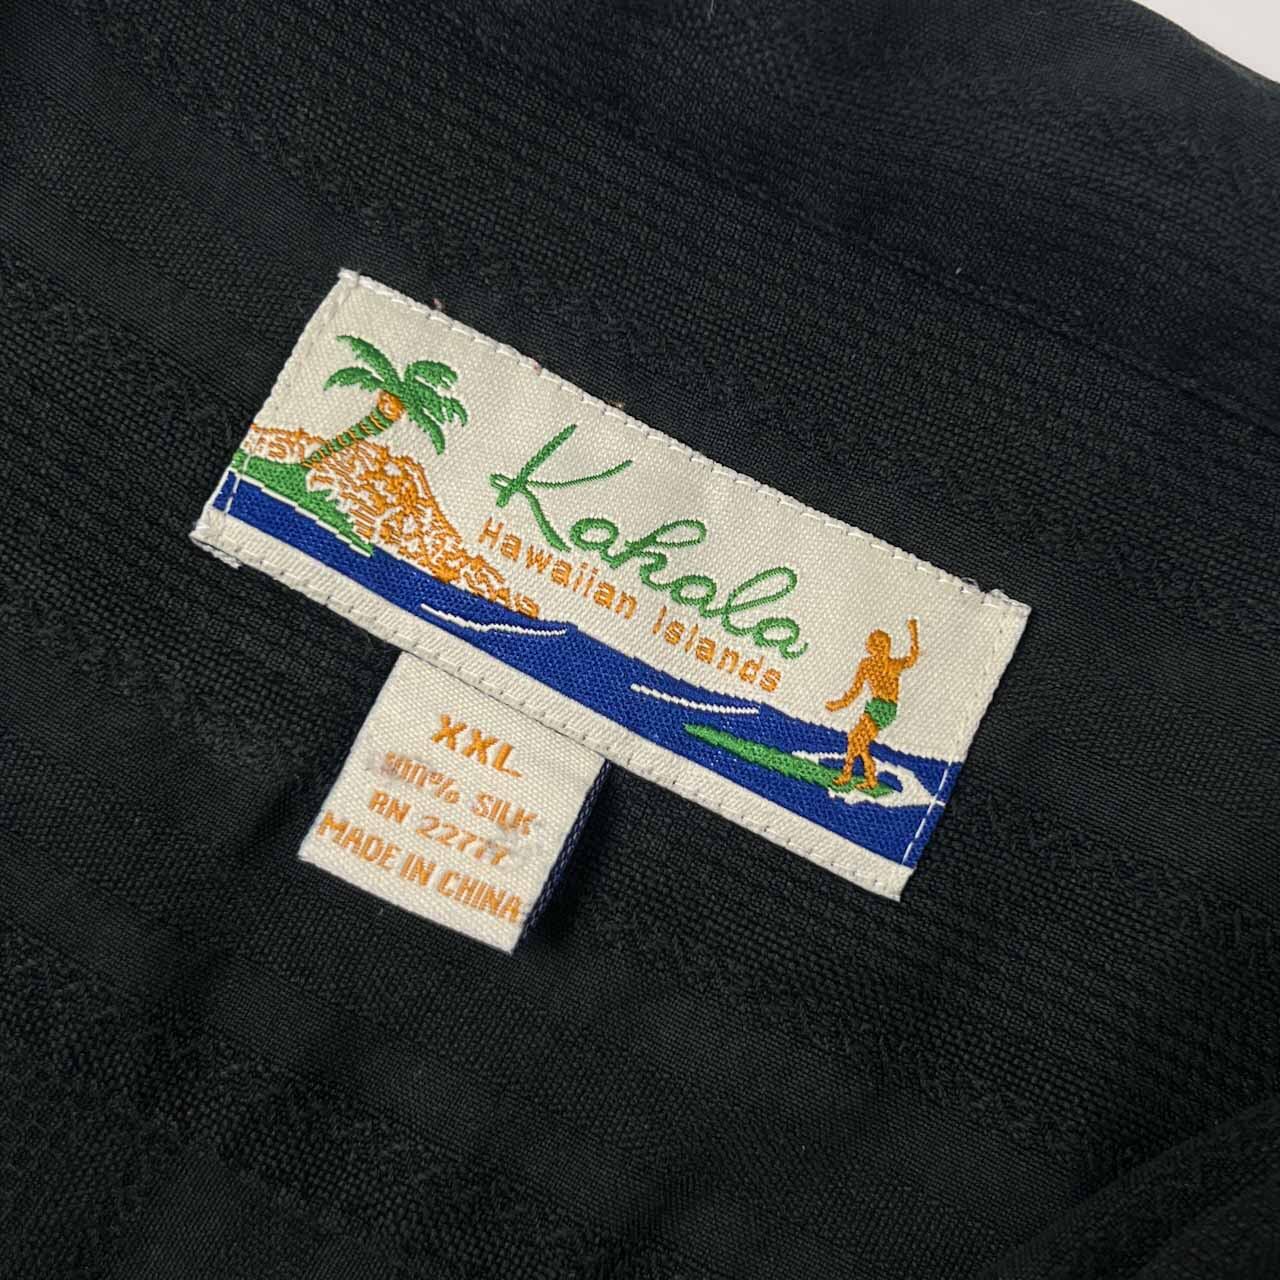 Kahala
Hawaiian Islands
XXL
100% SILK
RN 22777
MADE IN CHINA